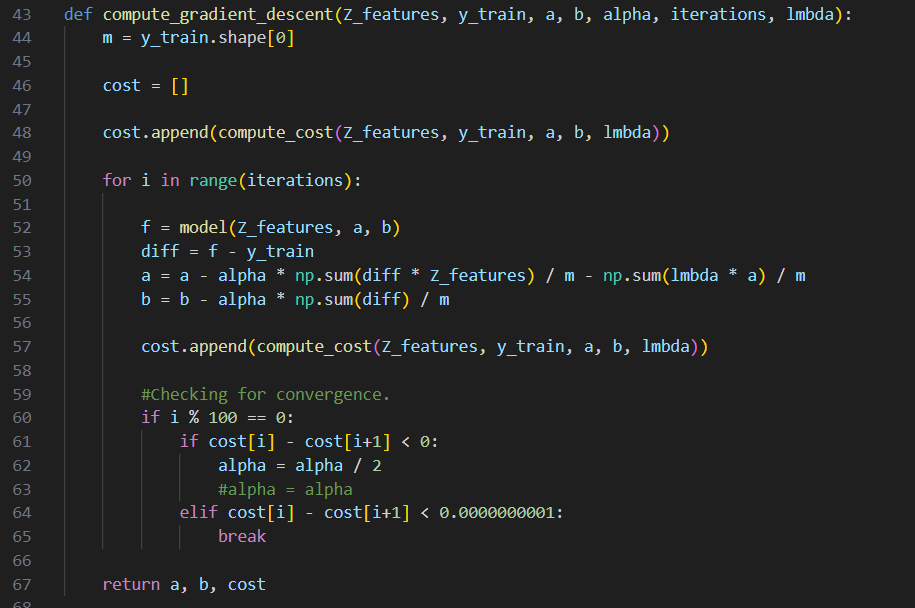 43 def compute_gradient_descent(Z_features, y_train, a, b, alpha, iterations, lmbda):
44 m = y_train.shape[0]
45
46 cost = []
47
48 cost.append(compute_cost(Z_features, y_train, a, b, lmbda))
49
50 for i in range(iterations):
51
52 f = model(Z_features, a, b)
53 diff = f - y_train
54 a = a - alpha * np.sum(diff * Z_features) / m - np.sum(lmbda * a) / m
55 b = b - alpha * np.sum(diff) / m
56
57 cost.append(compute_cost(Z_features, y_train, a, b, lmbda))
58
59 #Checking for convergence.
60 if i % 100 == 0:
61 if cost[i] - cost[i+1] < 0:
62 alpha = alpha / 2
63 #alpha = alpha
64 elif cost[i] - cost[i+1] < 0.0000000001:
65 break
66
67 return a, b, cost
68